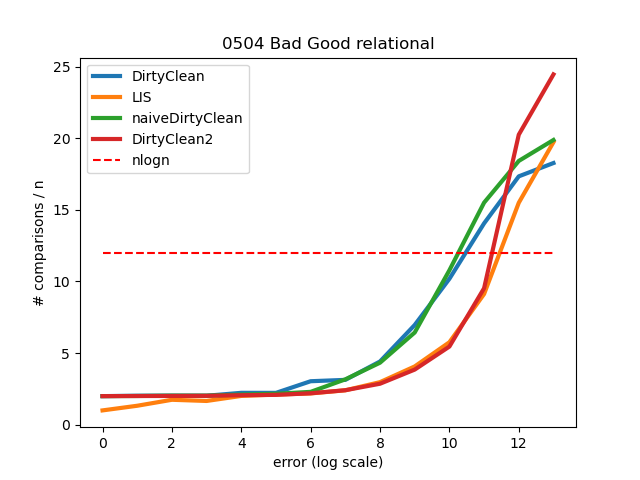 0504 Bad Good relational
DirtyClean
LIS
naiveDirtyClean
DirtyClean2
nlogn
# comparisons / n
25
20
15
10
5
0
0 2 4 6 8 10 12
error (log scale)